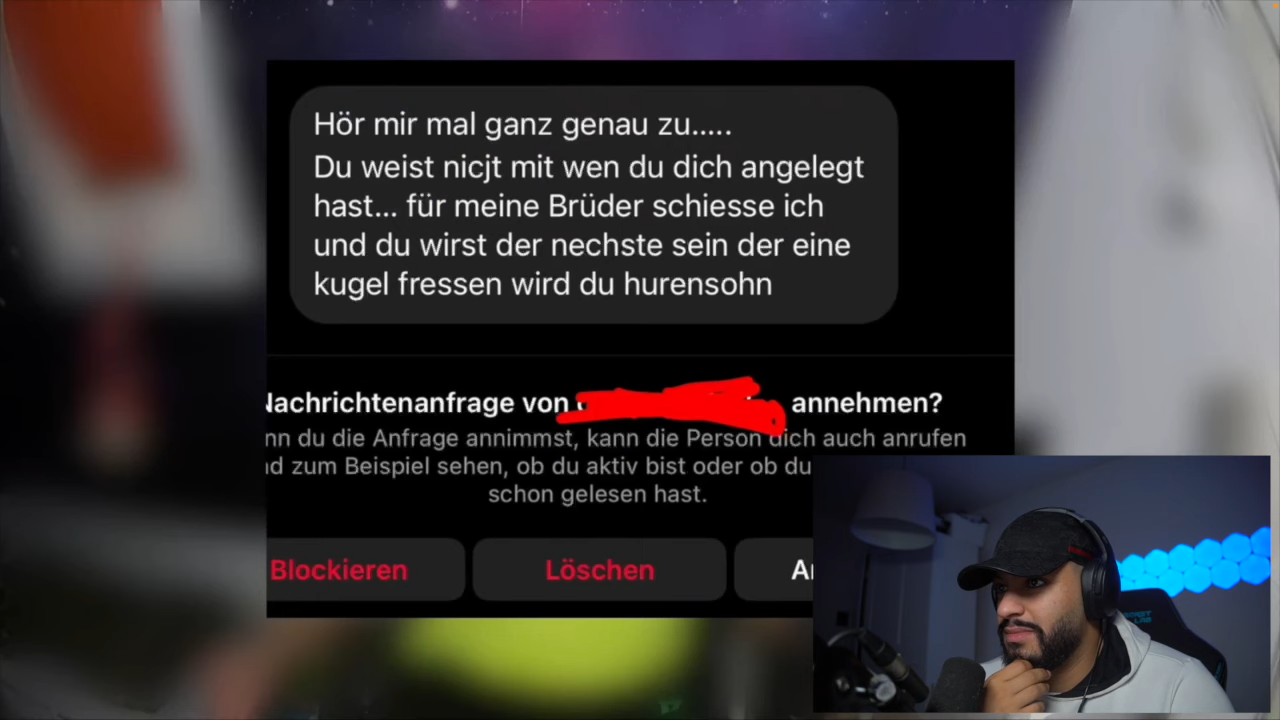 Hör mir mal ganz genau zu.....
Du weist nicjt mit wen du dich angelegt
hast... für meine Brüder schiesse ich
und du wirst der nechste sein der eine
kugel fressen wird du hurensohn
Nachrichtenanfrage von annehmen?
du die Anfrage annimmst, kann die Person dich auch anrufen
zum Beispiel sehen, ob du aktiv bist oder ob du
schon gelesen hast.
Blockieren
Löschen